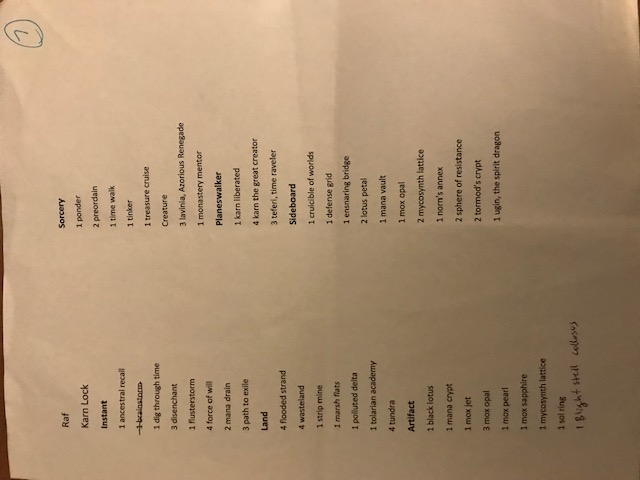 7
Raf
Karn Lock
Instant
1 ancestral recall
1 brainstorm
1 dig through time
3 disenchant
1 flusterstorm
4 force of will
2 mana drain
3 path to exile
Land
4 flooded strand
4 wasteland
1 strip mine
1 marsh flats
1 polluted delta
1 tolarian academy
4 tundra
Artifact
1 black lotus
1 mana crypt
1 mox jet
3 mox opal
1 mox pearl
1 mox sapphire
1 mycosynth lattice
1 sol ring
1 Blight stell collosus
Sorcery
1 ponder
2 preordain
1 time walk
1 tinker
1 treasure cruise
Creature
3 lavinia, Azorious Renegade
1 monastery mentor
Planeswalker
1 karn liberated
4 karn the great creator
3 teferi, time raveler
Sideboard
1 cruicible of worlds
1 defense grid
1 ensnaring bridge
2 lotus petal
1 mana vault
1 mox opal
2 mycosynth lattice
1 norn's annex
2 sphere of resistance
2 tormod's crypt
1 ugin, the spirit dragon